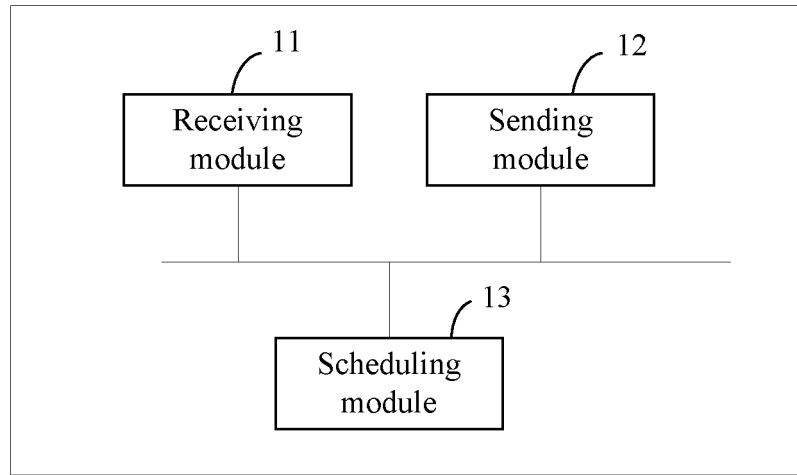 11
Receiving
module
12
Sending
module
13
Scheduling
module